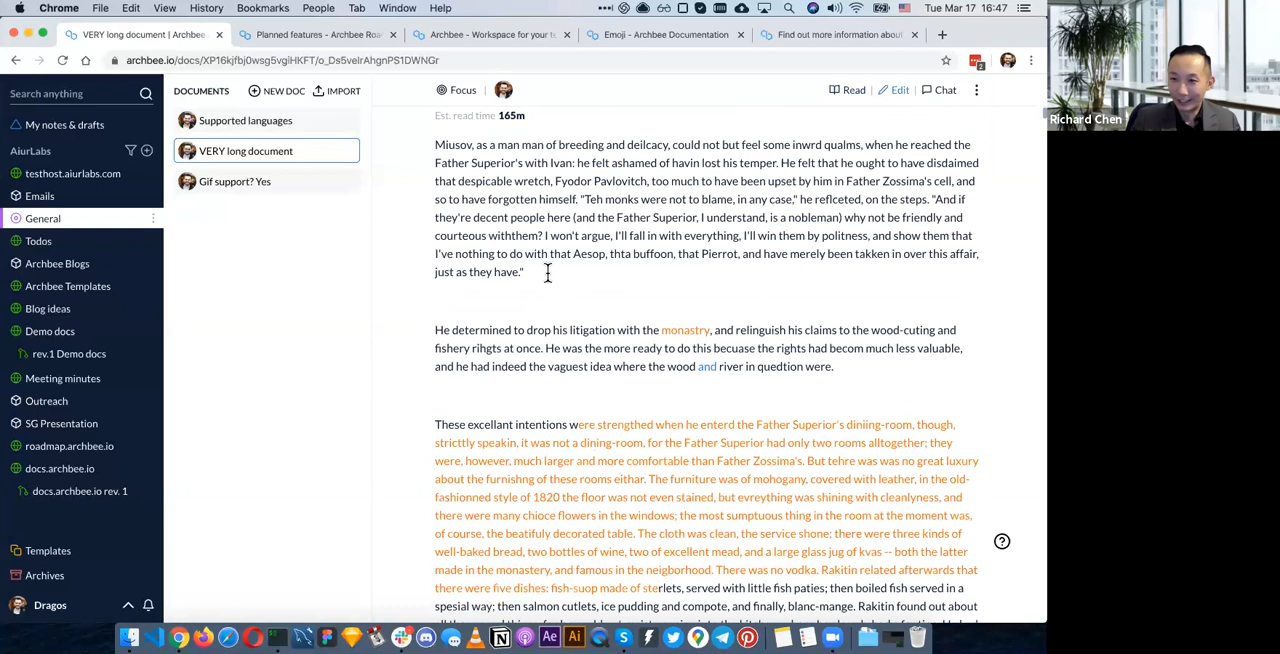 Chrome File Edit View History Bookmarks People Tab Window Help Tue Mar 17 16:47
VERY long document | Archbee
Planned features - Archbee Roa
Archbee - Workspace for your te
Emoji - Archbee Documentation
Find out more information about
archbee.io/docs/XP16kjfbj0wsg5vgiHKFT/o_Ds5velrAhgnPS1DWNGr
2
Richard Chen
Search anything
My notes & drafts
AiurLabs
testhost.aiurlabs.com
Emails
General
Todos
Archbee Blogs
Archbee Templates
Blog ideas
Demo docs
rev.1 Demo docs
Meeting minutes
Outreach
SG Presentation
roadmap.archbee.io
docs.archbee.io
docs.archbee.io rev. 1
Templates
Archives
Dragos
DOCUMENTS NEW DOC IMPORT
Supported languages
VERY long document
Gif support? Yes
Focus Read Edit Chat
Est. read time 165m
Miusov, as a man man of breeding and deilcacy, could not but feel some inwrd qualms, when he reached the
Father Superior's with Ivan: he felt ashamed of havin lost his temper. He felt that he ought to have disdaimed
that despicable wretch, Fyodor Pavlovitch, too much to have been upset by him in Father Zossima's cell, and
so to have forgotten himself. "Teh monks were not to blame, in any case," he reflceted, on the steps. "And if
they're decent people here (and the Father Superior, I understand, is a nobleman) why not be friendly and
courteous withthem? I won't argue, I'll fall in with everything, I'll win them by politness, and show them that
I've nothing to do with that Aesop, thta buffoon, that Pierrot, and have merely been takken in over this affair,
just as they have."
He determined to drop his litigation with the monastry, and relinguish his claims to the wood-cuting and
fishery rihgts at once. He was the more ready to do this becuase the rights had becom much less valuable,
and he had indeed the vaguest idea where the wood and river in quedtion were.
These excellant intentions were strengthed when he enterd the Father Superior's diniing-room, though,
stricttly speakin, it was not a dining-room, for the Father Superior had only two rooms alltogether; they
were, however, much larger and more comfortable than Father Zossima's. But tehre was was no great luxury
about the furnishng of these rooms eithar. The furniture was of mohogany, covered with leather, in the old-
fashionned style of 1820 the floor was not even stained, but evreything was shining with cleanlyness, and
there were many chioce flowers in the windows; the most sumptuous thing in the room at the moment was,
of course, the beatifuly decorated table. The cloth was clean, the service shone; there were three kinds of
well-baked bread, two bottles of wine, two of excellent mead, and a large glass jug of kvas -- both the latter
made in the monastery, and famous in the neigborhood. There was no vodka. Rakitin related afterwards that
there were five dishes: fish-suop made of sterlets, served with little fish paties; then boiled fish served in a
spesial way; then salmon cutlets, ice pudding and compote, and finally, blanc-mange. Rakitin found out about
Ae
Ai